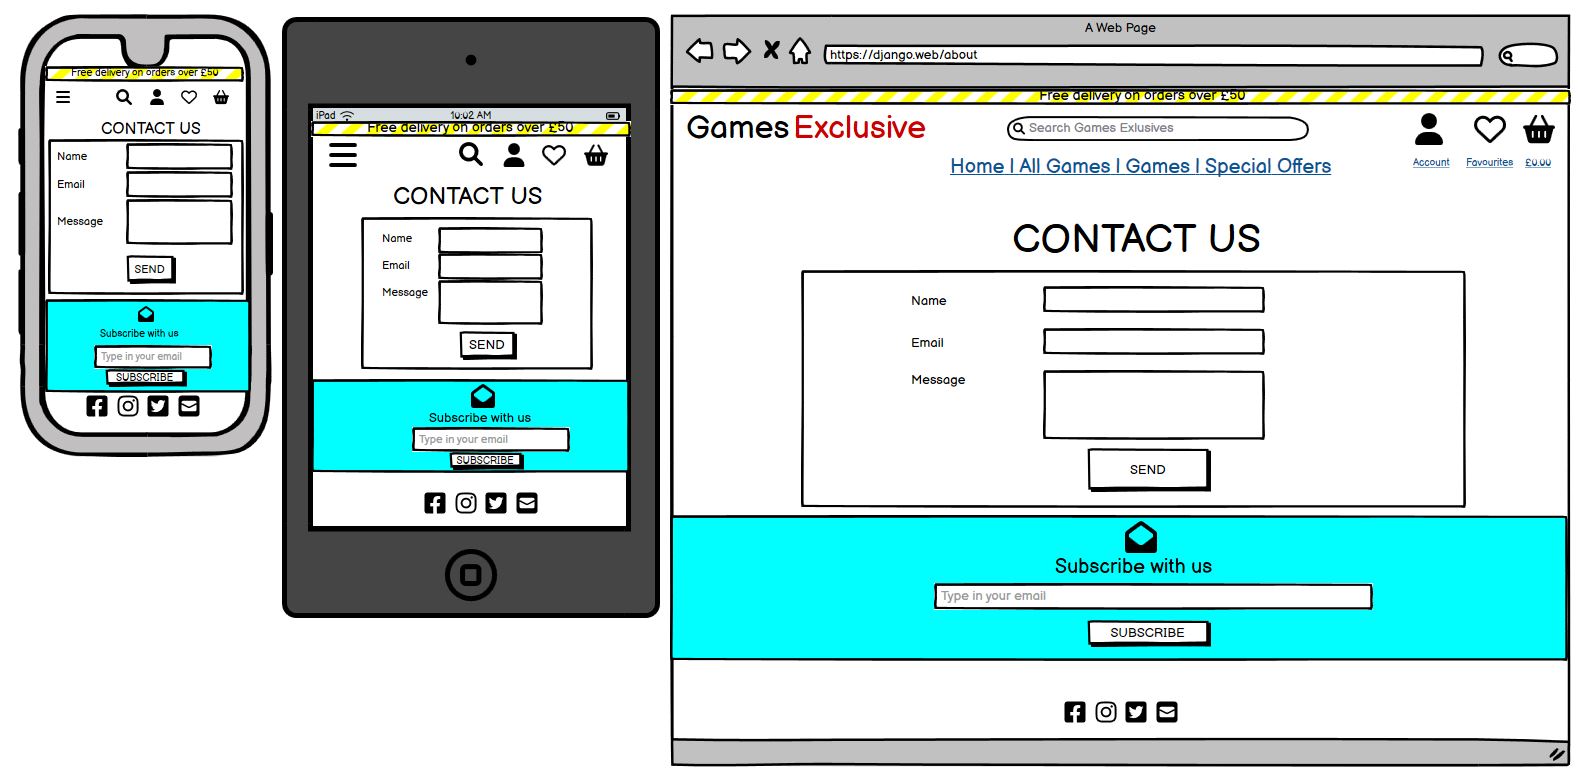 Free delivery on orders over £50
CONTACT US
Name
Email
Message
SEND
Subscribe with us
Type in your email
SUBSCRIBE
iPad 10:02 AM
Free delivery on orders over £50
CONTACT US
Name
Email
Message
SEND
Subscribe with us
Type in your email
SUBSCRIBE
A Web Page
https://django.web/about
Free delivery on orders over £50
Games Exclusive
Search Games Exlusives
Account Favourites £0.00
Home | All Games | Games | Special Offers
CONTACT US
Name
Email
Message
SEND
Subscribe with us
Type in your email
SUBSCRIBE